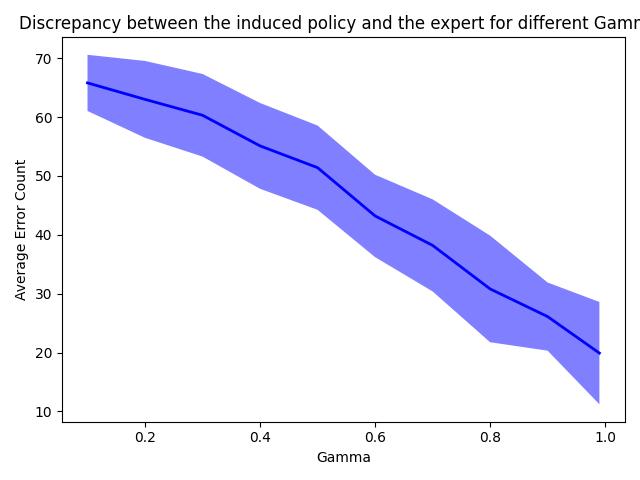 Discrepancy between the induced policy and the expert for different Gamm
70
60
50
40
30
20
10
Average Error Count
0.2 0.4 0.6 0.8 1.0
Gamma